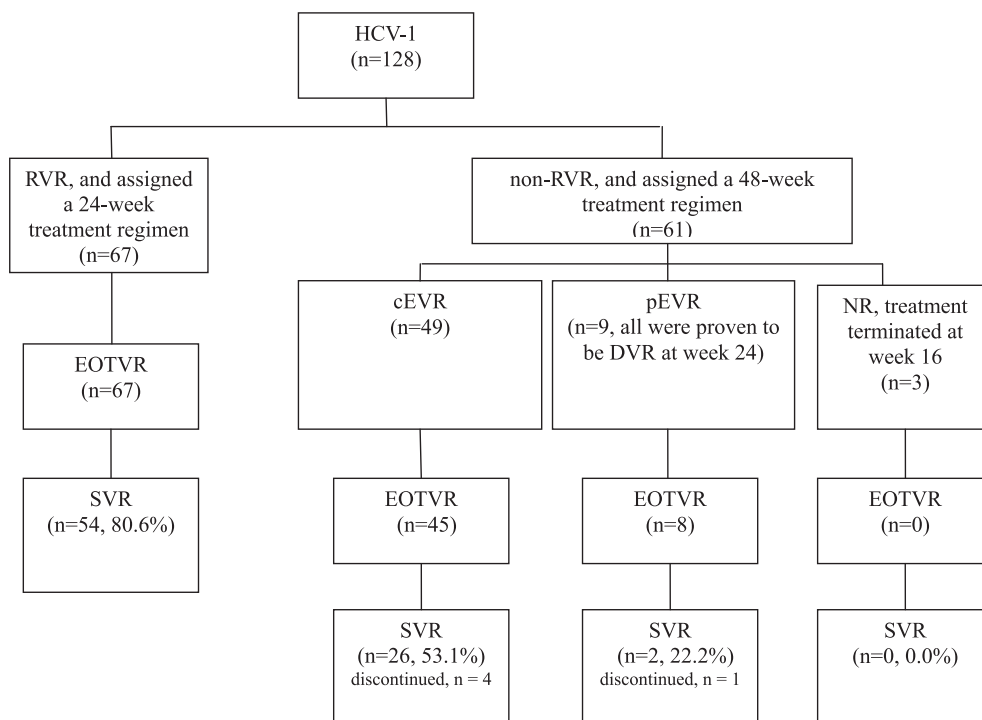 HCV-1
(n=128)
RVR, and assigned
a 24-week
treatment regimen
(n=67)
non-RVR, and assigned a 48-week
treatment regimen
(n=61)
cEVR
(n=49)
pEVR
(n=9, all were proven to
be DVR at week 24)
NR, treatment
terminated at
week 16
(n=3)
EOTVR
(n=67)
SVR
(n=54, 80.6%)
EOTVR
(n=45)
EOTVR
(n=8)
EOTVR
(n=0)
SVR
(n=26, 53.1%)
discontinued, n = 4
SVR
(n=2, 22.2%)
discontinued, n = 1
SVR
(n=0, 0.0%)